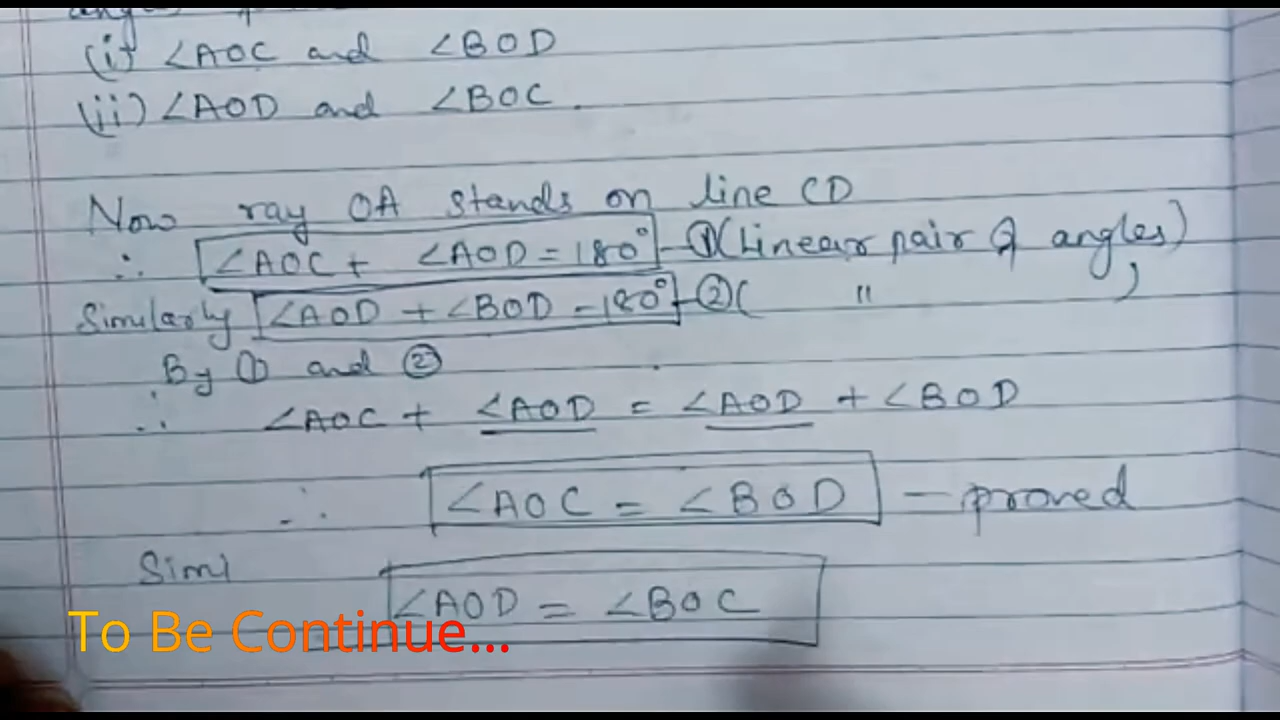 (i) ∠AOC and ∠BOD
(ii) ∠AOD and ∠BOC.
Now ray OA stands on line CD
∴ ∠AOC + ∠AOD = 180° - ① (Linear pair of angles)
Similarly ∠AOD + ∠BOD = 180° - ② ( " )
By ① and ②
∴ ∠AOC + ∠AOD = ∠AOD + ∠BOD
∴ ∠AOC = ∠BOD - proved
Simi
∠AOD = ∠BOC
To Be Continue...